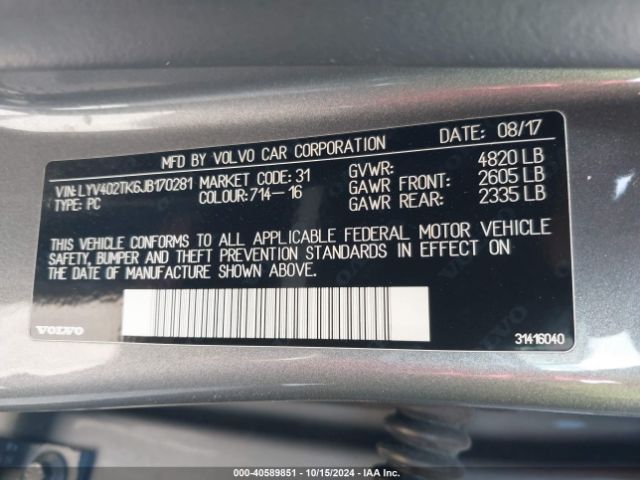 MFD BY VOLVO CAR CORPORATION DATE: 08/17
VIN: LYV402TK6JB170281 MARKET CODE: 31 GVWR: 4820 LB
TYPE: PC COLOUR: 714-16 GAWR FRONT: 2605 LB
GAWR REAR: 2335 LB
THIS VEHICLE CONFORMS TO ALL APPLICABLE FEDERAL MOTOR VEHICLE
SAFETY, BUMPER AND THEFT PREVENTION STANDARDS IN EFFECT ON
THE DATE OF MANUFACTURE SHOWN ABOVE.
VOLVO 31416040
000-40589851 | 10/15/2024 | IAAI.COM